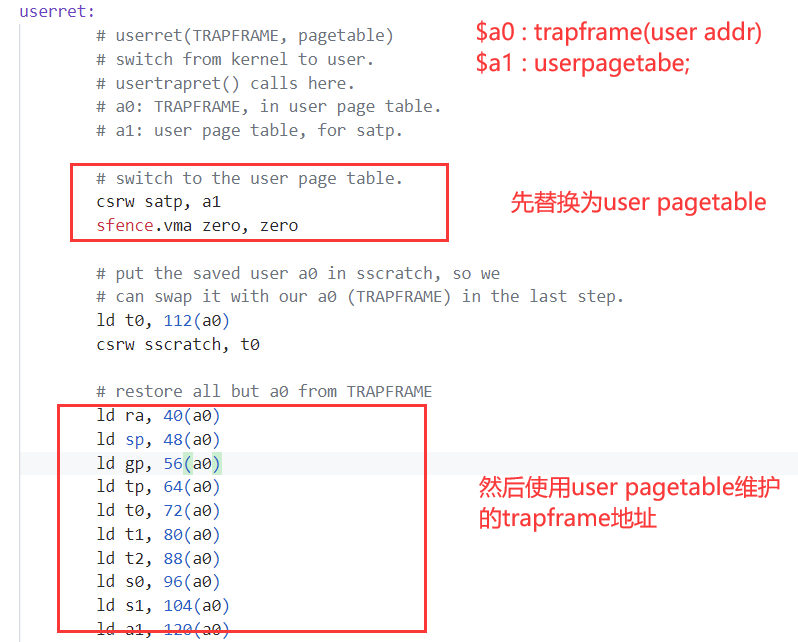 userret:
# userret(TRAPFRAME, pagetable)
# switch from kernel to user.
# usertrapret() calls here.
# a0: TRAPFRAME, in user page table.
# a1: user page table, for satp.
$a0 : trapframe(user addr)
$a1 : userpagetabe;
# switch to the user page table.
csrw satp, a1
sfence.vma zero, zero
先替换为user pagetable
# put the saved user a0 in sscratch, so we
# can swap it with our a0 (TRAPFRAME) in the last step.
ld t0, 112(a0)
csrw sscratch, t0
# restore all but a0 from TRAPFRAME
ld ra, 40(a0)
ld sp, 48(a0)
ld gp, 56(a0)
ld tp, 64(a0)
ld t0, 72(a0)
ld t1, 80(a0)
ld t2, 88(a0)
ld s0, 96(a0)
ld s1, 104(a0)
ld a1, 120(a0)
然后使用user pagetable维护
的trapframe地址